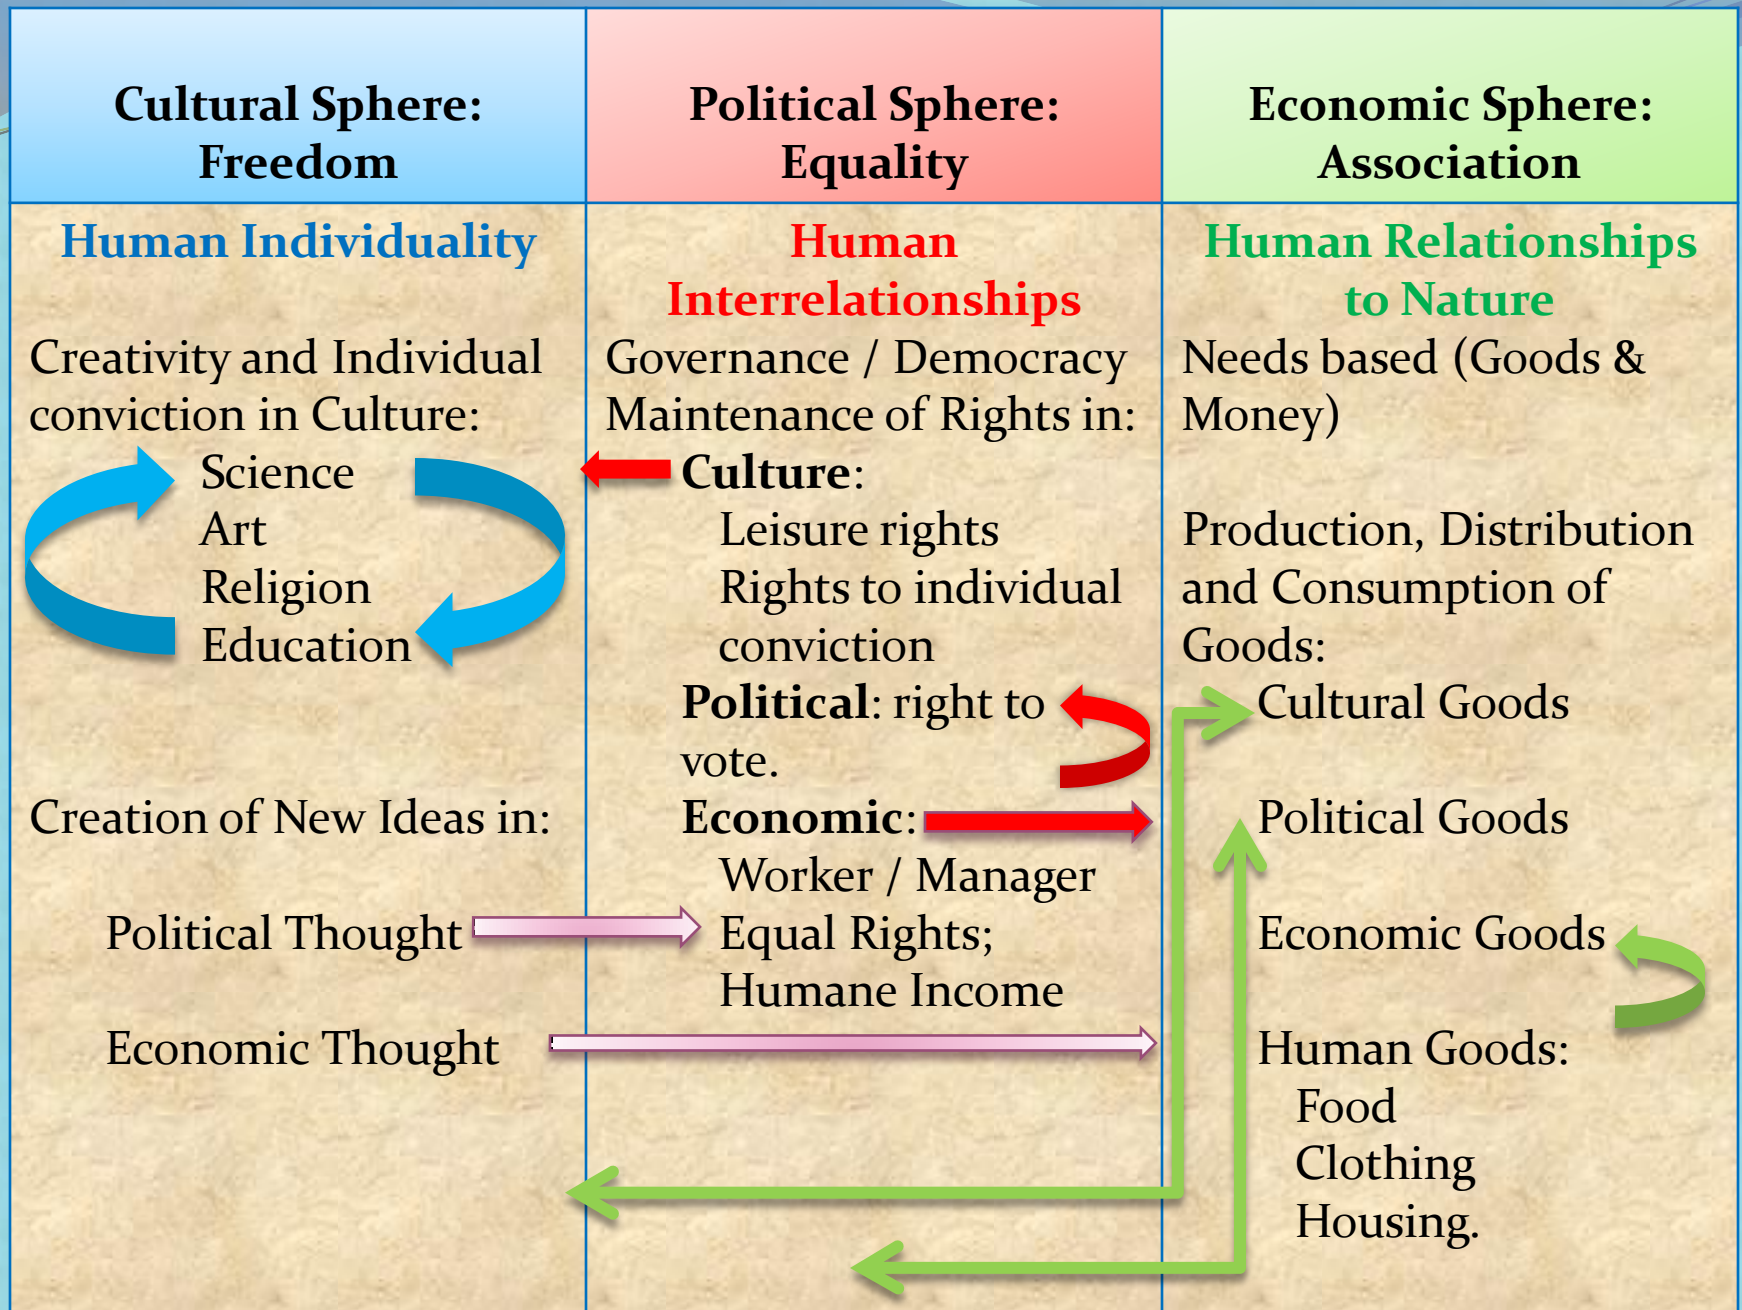 Cultural Sphere:
Freedom
Political Sphere:
Equality
Economic Sphere:
Association
Human Individuality
Creativity and Individual
conviction in Culture:
Science
Art
Religion
Education
Creation of New Ideas in:
Political Thought
Economic Thought
Human
Interrelationships
Governance / Democracy
Maintenance of Rights in:
Culture:
Leisure rights
Rights to individual
conviction
Political: right to
vote.
Economic:
Worker / Manager
Equal Rights;
Humane Income
Human Relationships
to Nature
Needs based (Goods &
Money)
Production, Distribution
and Consumption of
Goods:
Cultural Goods
Political Goods
Economic Goods
Human Goods:
Food
Clothing
Housing.